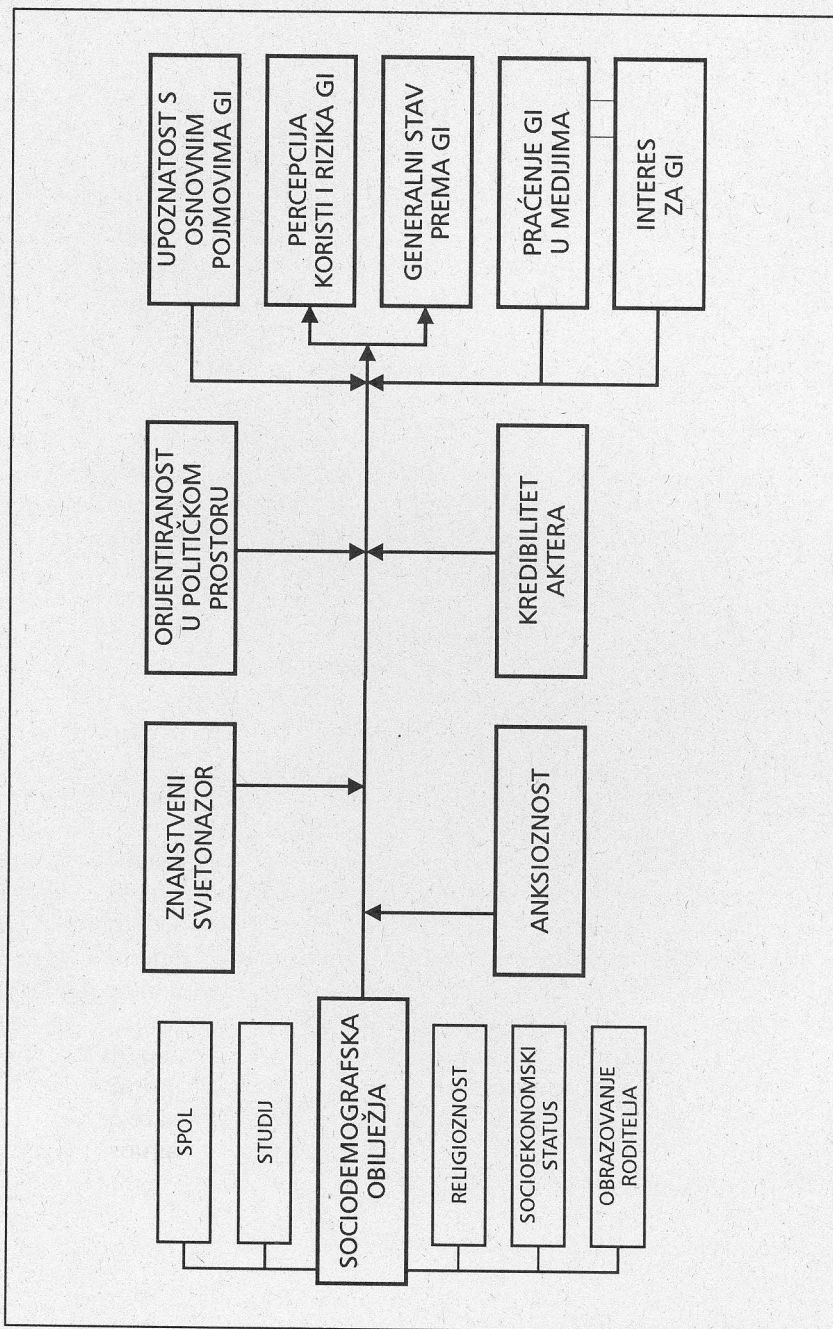 SPOL
STUDIJ
SOCIODEMOGRAFSKA
OBILJEŽJA
RELIGIOZNOST
SOCIOEKONOMSKI
STATUS
OBRAZOVANJE
RODITELJA
ZNANSTVENI
SVJETONAZOR
ANKSIOZNOST
ORIJENTIRANOST
U POLITIČKOM
PROSTORU
KREDIBILITET
AKTERA
UPOZNATOST S
OSNOVNIM
POJMOVIMA GI
PERCEPCIJA
KORISTI I RIZIKA GI
GENERALNI STAV
PREMA GI
PRAĆENJE GI
U MEDIJIMA
INTERES
ZA GI